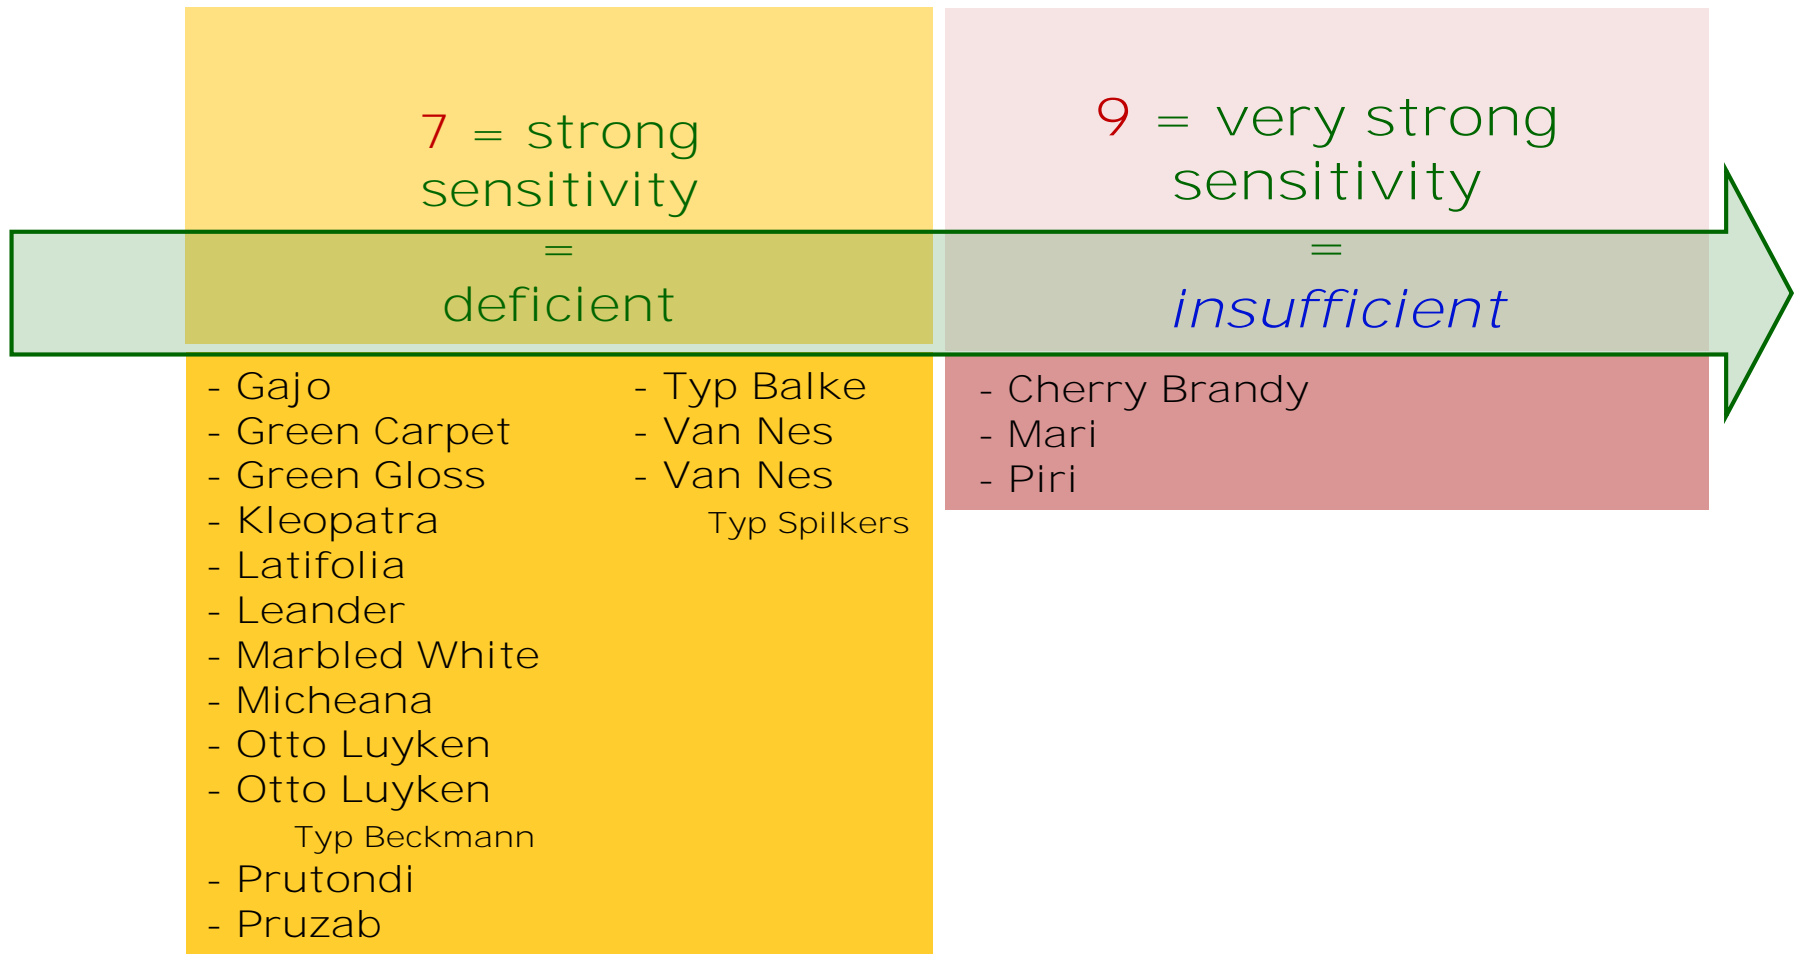 7 = strong
sensitivity
=
deficient
- Gajo
- Green Carpet
- Green Gloss
- Kleopatra
- Latifolia
- Leander
- Marbled White
- Micheana
- Otto Luyken
- Otto Luyken
Typ Beckmann
- Prutondi
- Pruzab
- Typ Balke
- Van Nes
- Van Nes
Typ Spilkers
9 = very strong
sensitivity
=
insufficient
- Cherry Brandy
- Mari
- Piri